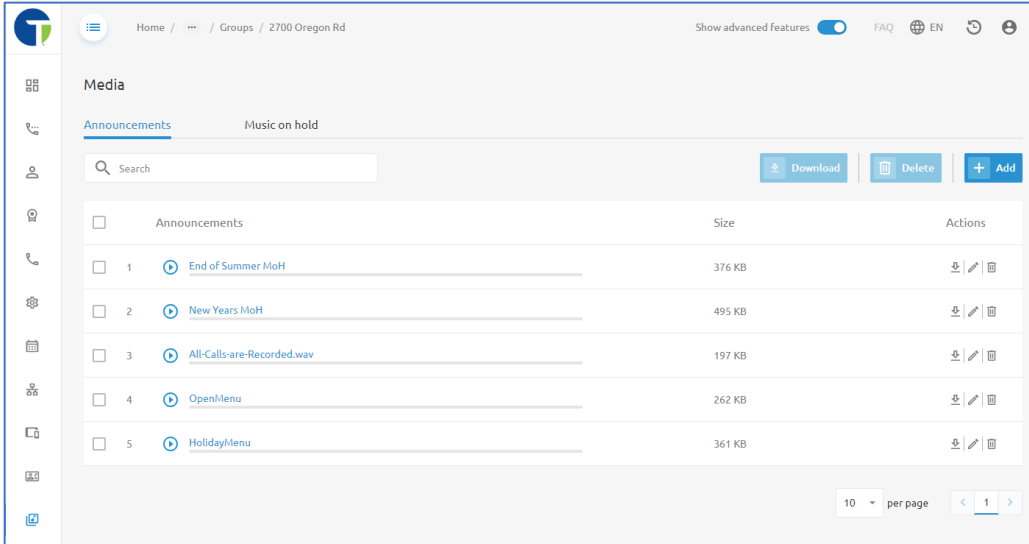 Home / ... / Groups / 2700 Oregon Rd
Show advanced features FAQ EN
Media
Announcements Music on hold
Search Download Delete + Add
Announcements Size Actions
1 End of Summer MoH 376 KB
2 New Years MoH 495 KB
3 All-Calls-are-Recorded.wav 197 KB
4 OpenMenu 262 KB
5 HolidayMenu 361 KB
10 per page < 1 >